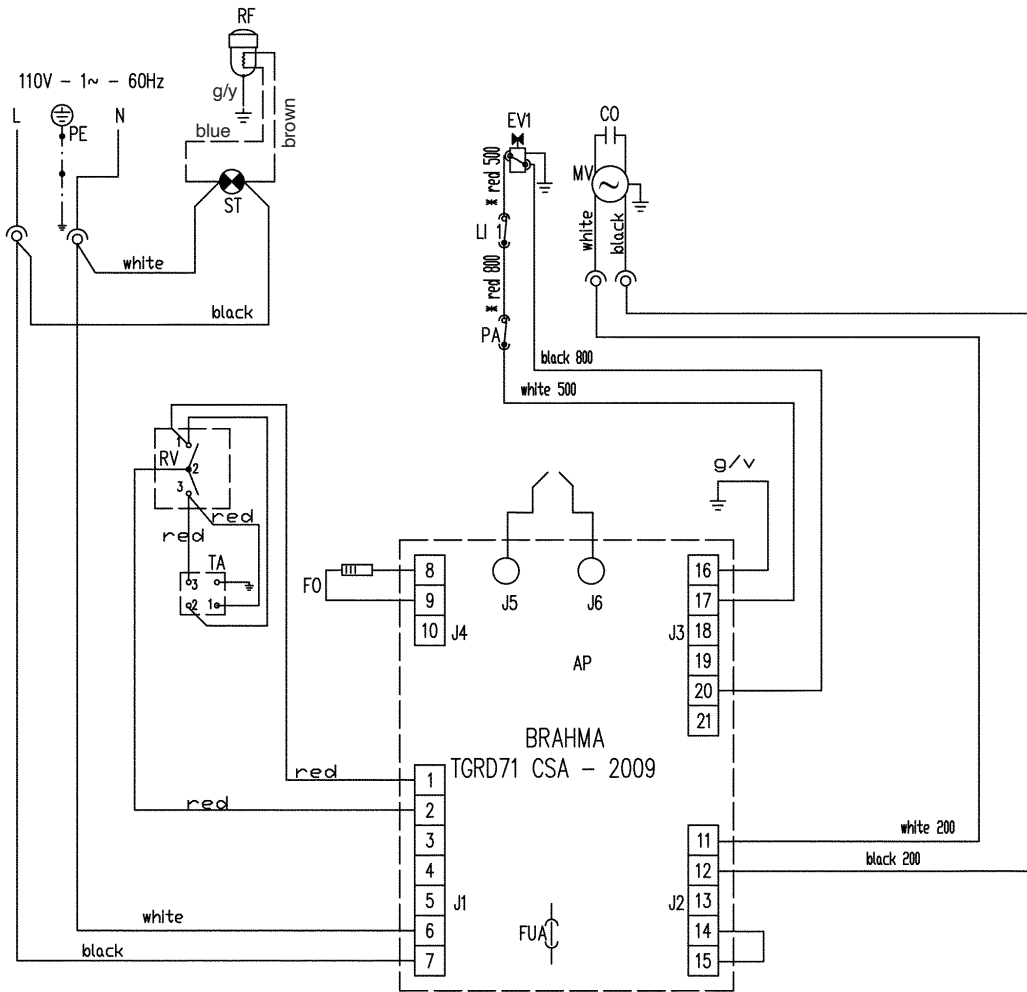 RF
110V - 1~ - 60Hz
L
PE
N
g/y
blue
brown
ST
white
black
EV1
CO
* red 500
MV
LI 1
white
black
* red 800
PA
black 800
white 500
RV
1
2
3
red
red
TA
3
2
1
g/v
FO
8
9
10
J4
J5
J6
AP
16
17
18
19
20
21
J3
BRAHMA
TGRD71 CSA - 2009
red
red
1
2
3
4
5
6
7
J1
white
black
FUA
11
12
13
14
15
J2
white 200
black 200